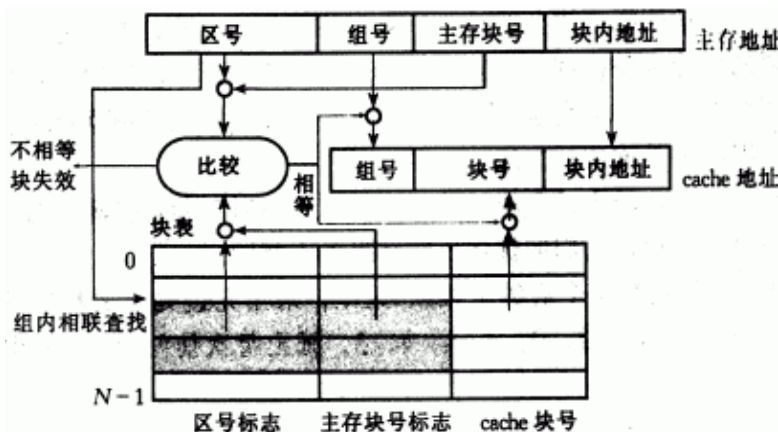 区号 组号 主存块号 块内地址 主存地址
不相等
块失效
比较
相等
组号 块号 块内地址 cache 地址
块表
0
组内相联查找
N-1
区号标志 主存块号标志 cache 块号